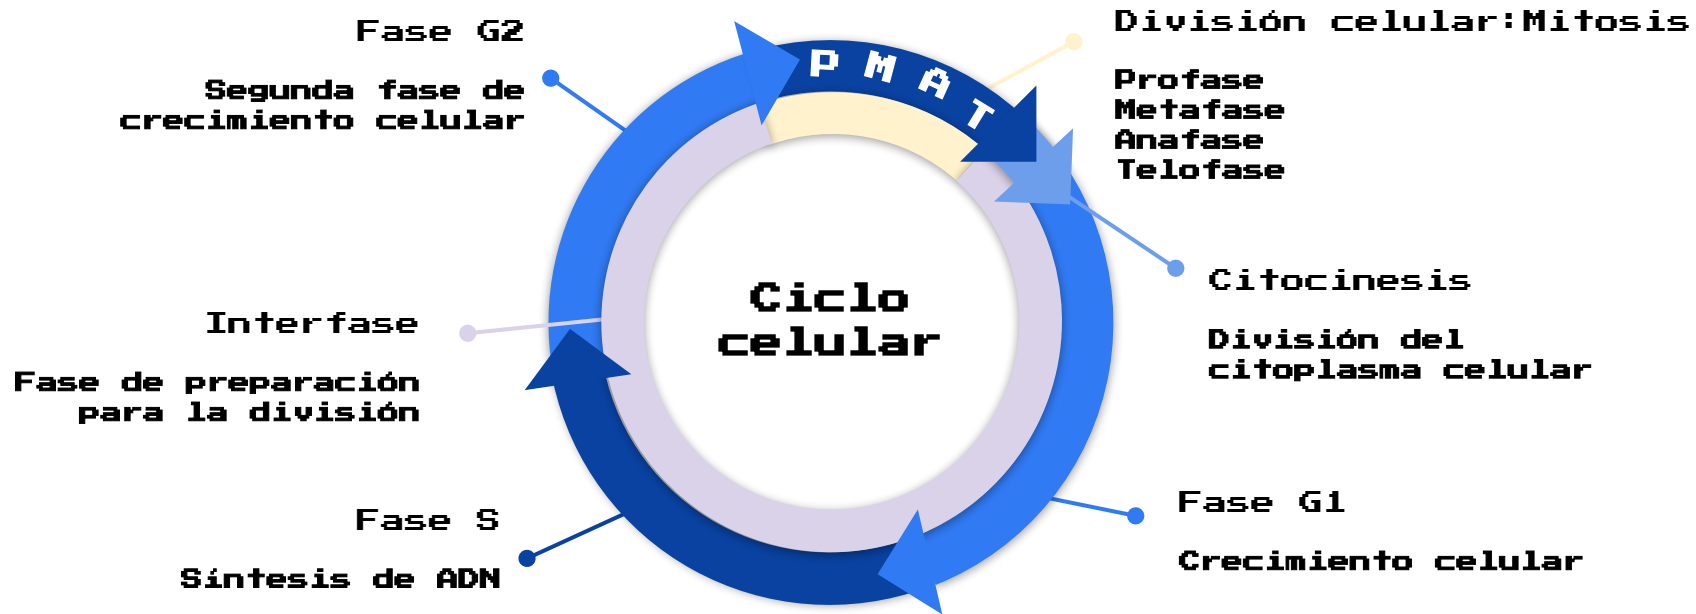 Fase G2
Segunda fase de
crecimiento celular
Interfase
Fase de preparación
para la división
Fase S
Síntesis de ADN
P M A T
Ciclo
celular
División celular:Mitosis
Profase
Metafase
Anafase
Telofase
Citocinesis
División del
citoplasma celular
Fase G1
Crecimiento celular